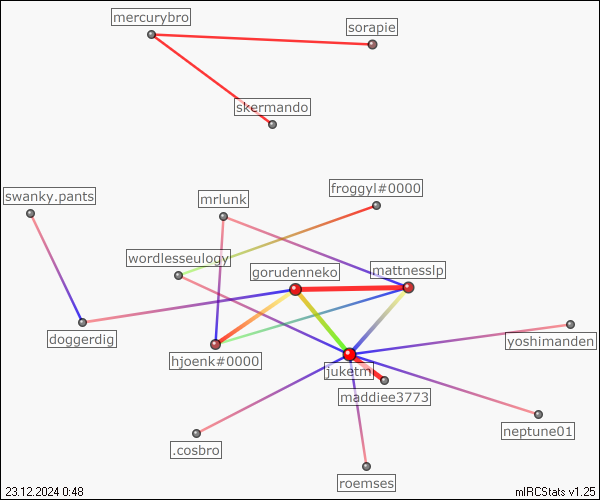 mercurybro
sorapie
skermando
froggyl#0000
swanky.pants
mrlunk
wordlesseulogy
gorudenneko
mattnesslp
doggerdig
yoshimanden
hjoenk#0000
juketm
maddiee3773
neptune01
.cosbro
roemses
23.12.2024 0:48
mIRCStats v1.25